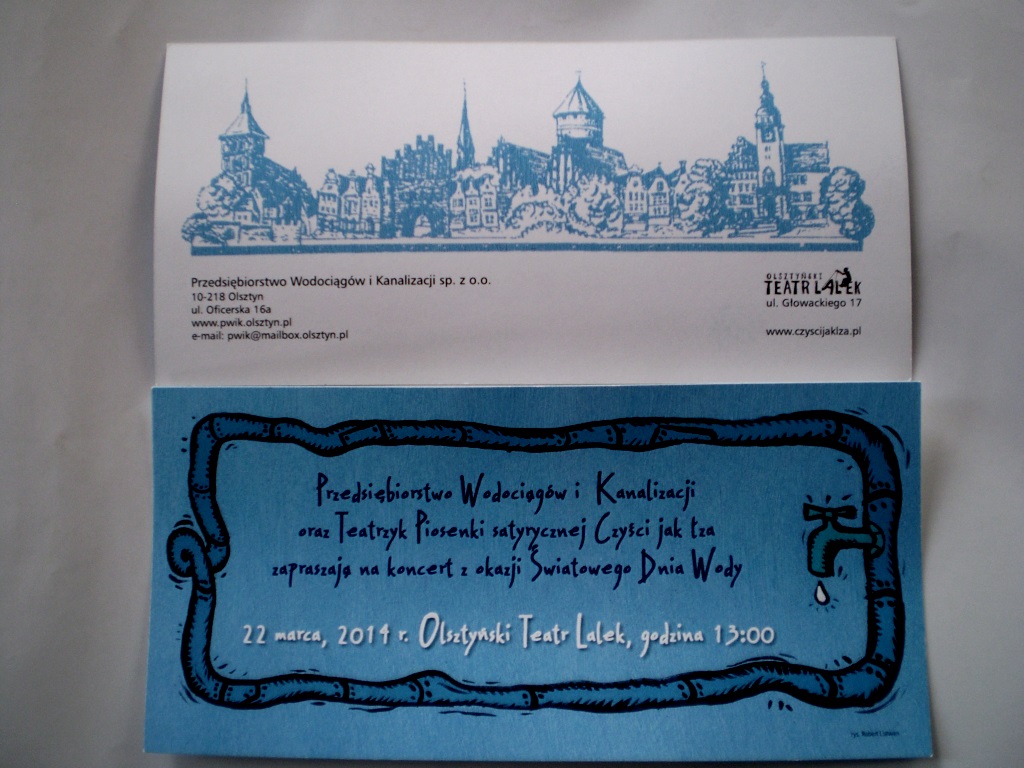 Przedsiębiorstwo Wodociągów i Kanalizacji sp. z o.o.
10-218 Olsztyn
ul. Oficerska 16a
www.pwik.olsztyn.pl
e-mail: pwik@mailbox.olsztyn.pl
OLSZTYŃSKI
TEATR LALEK
ul. Głowackiego 17
www.czyscijaklza.pl
Przedsiębiorstwo Wodociągów i Kanalizacji
oraz Teatrzyk Piosenki satyrycznej Czyści jak łza
zapraszają na koncert z okazji Światowego Dnia Wody
22 marca, 2014 r. Olsztyński Teatr Lalek, godzina 13:00
rys. Robert